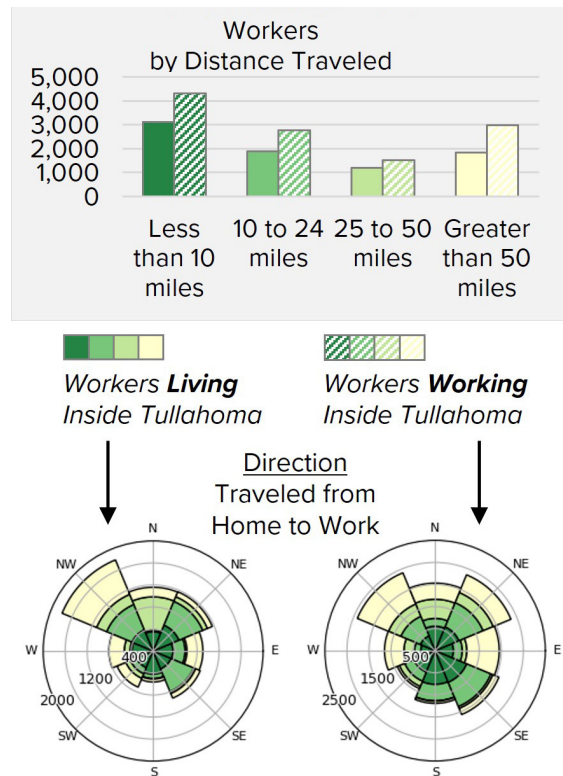 Workers
by Distance Traveled
5,000
4,000
3,000
2,000
1,000
0
Less
than 10
miles
10 to 24
miles
25 to 50
miles
Greater
than 50
miles
Workers Living
Inside Tullahoma
Workers Working
Inside Tullahoma
Direction
Traveled from
Home to Work
N
NE
E
SE
S
SW
W
NW
400
1200
2000
N
NE
E
SE
S
SW
W
NW
500
1500
2500